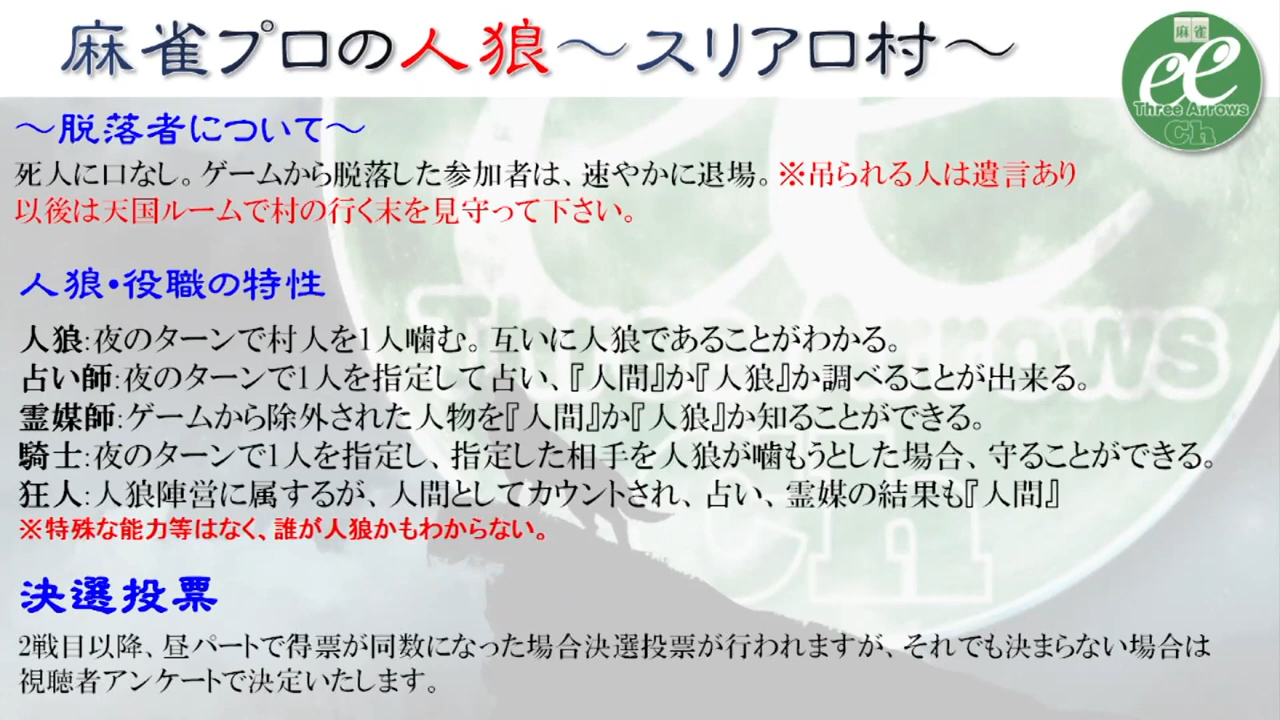 麻雀プロの人狼～スリアロ村～
麻雀
Three Arrows
Ch
～脱落者について～
死人に口なし。ゲームから脱落した参加者は、速やかに退場。※吊られる人は遺言あり
以後は天国ルームで村の行く末を見守って下さい。
人狼・役職の特性
人狼:夜のターンで村人を1人噛む。互いに人狼であることがわかる。
占い師:夜のターンで1人を指定して占い、『人間』か『人狼』か調べることが出来る。
霊媒師:ゲームから除外された人物を『人間』か『人狼』か知ることができる。
騎士:夜のターンで1人を指定し、指定した相手を人狼が噛もうとした場合、守ることができる。
狂人:人狼陣営に属するが、人間としてカウントされ、占い、霊媒の結果も『人間』
※特殊な能力等はなく、誰が人狼かもわからない。
決選投票
2戦目以降、昼パートで得票が同数になった場合決選投票が行われますが、それでも決まらない場合は
視聴者アンケートで決定いたします。
Three Arrows
Ch